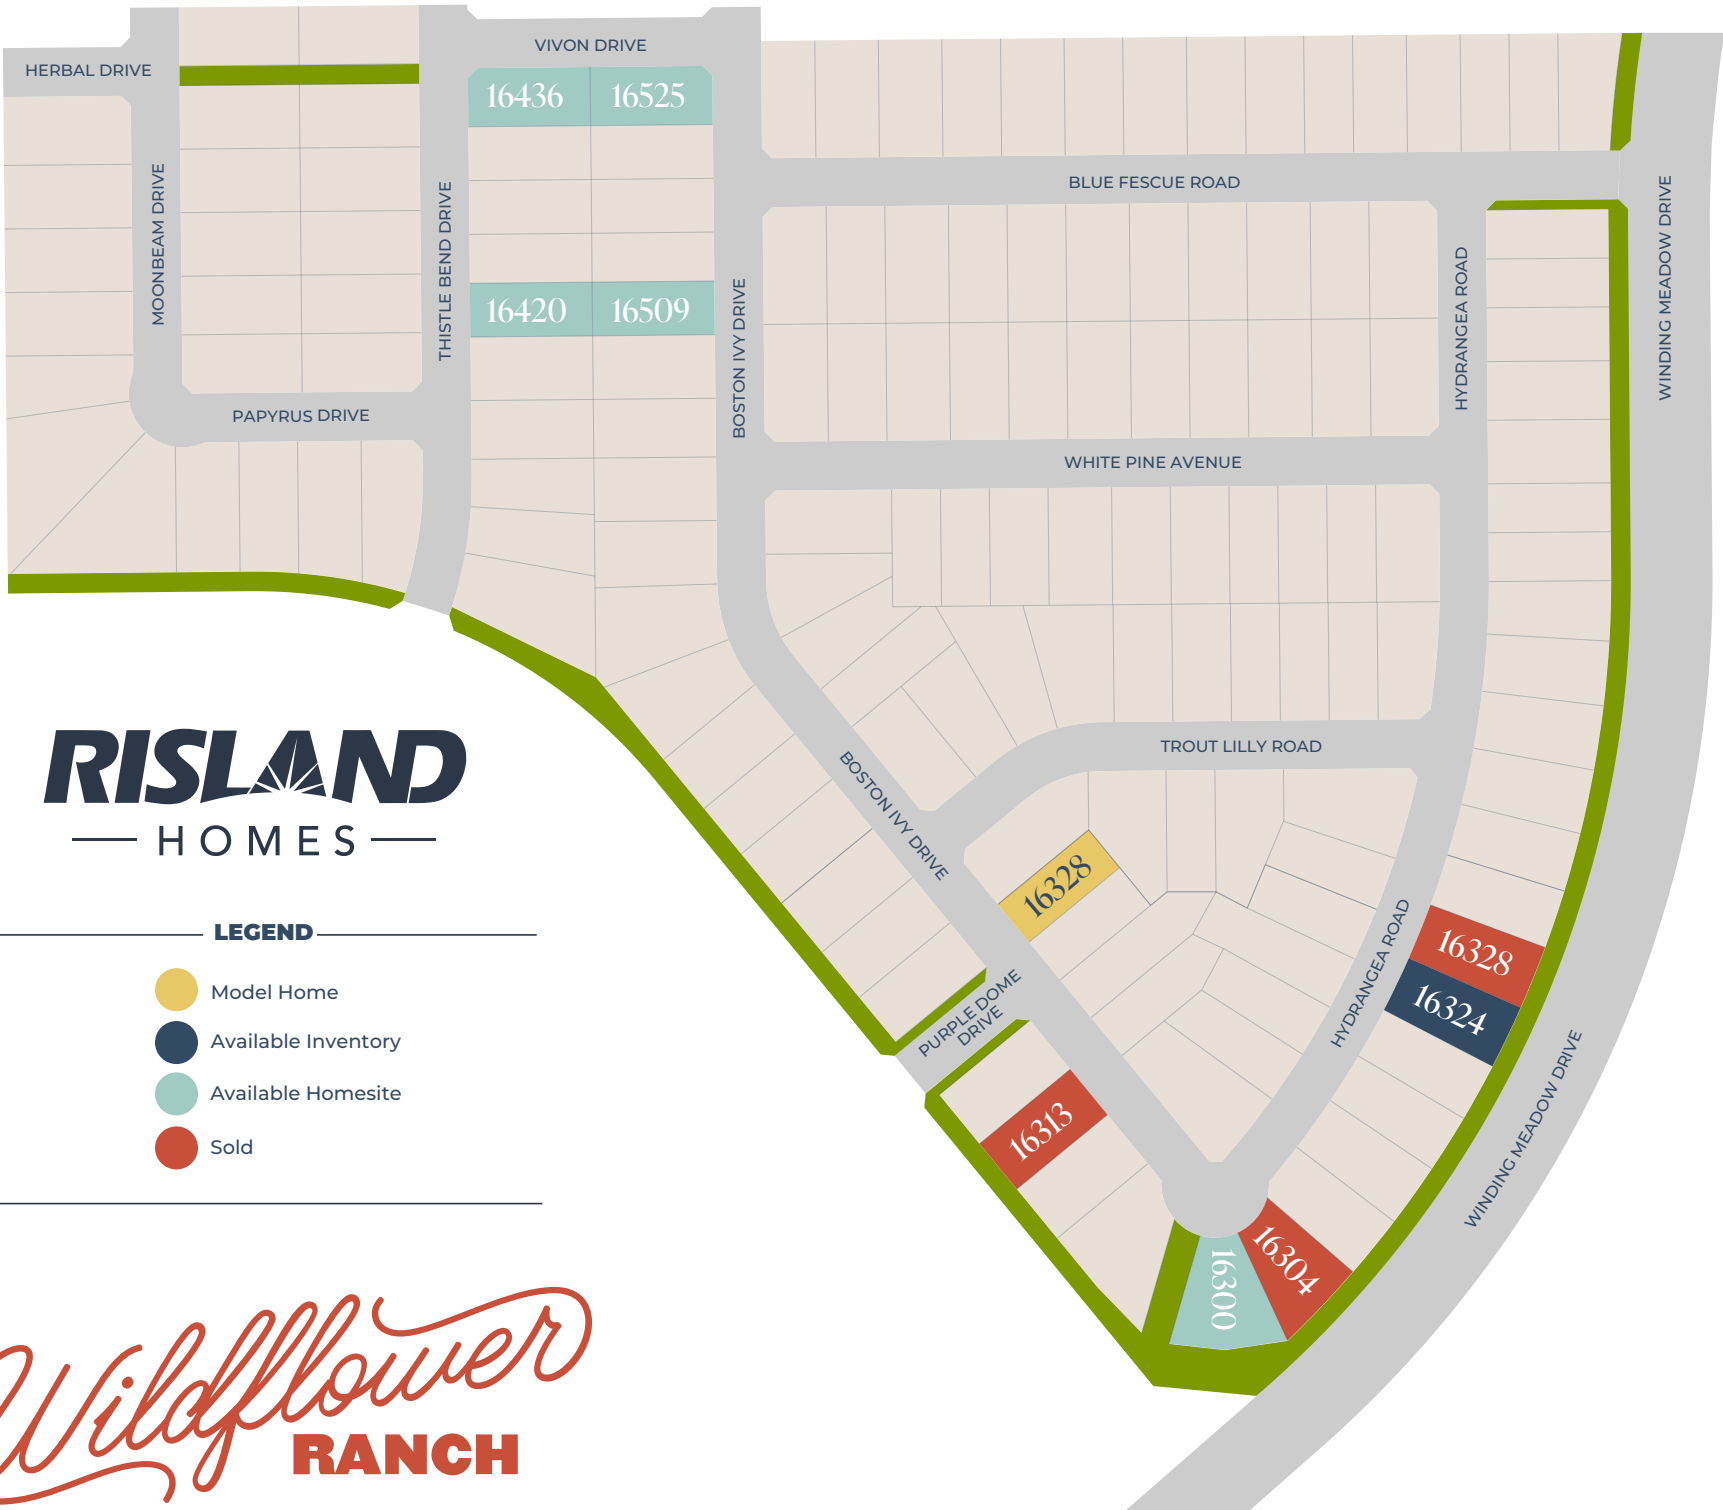 VIVON DRIVE
HERBAL DRIVE
16436
16525
MOONBEAM DRIVE
THISTLE BEND DRIVE
BLUE FESCUE ROAD
WINDING MEADOW DRIVE
16420
16509
BOSTON IVY DRIVE
HYDRANGEA ROAD
PAPYRUS DRIVE
WHITE PINE AVENUE
TROUT LILLY ROAD
BOSTON IVY DRIVE
16328
HYDRANGEA ROAD
16328
16324
PURPLE DOME
DRIVE
16313
WINDING MEADOW DRIVE
16304
16300
RISLAND
HOMES
LEGEND
Model Home
Available Inventory
Available Homesite
Sold
Wildflower
RANCH